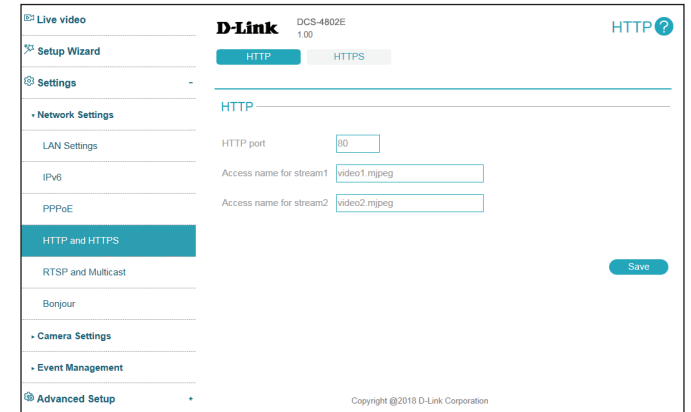 Live video
Setup Wizard
Settings -
Network Settings
LAN Settings
IPv6
PPPoE
HTTP and HTTPS
RTSP and Multicast
Bonjour
Camera Settings
Event Management
Advanced Setup +
D-Link DCS-4802E
1.00
HTTP ?
HTTP HTTPS
HTTP
HTTP port 80
Access name for stream1 video1.mjpeg
Access name for stream2 video2.mjpeg
Save
Copyright @2018 D-Link Corporation